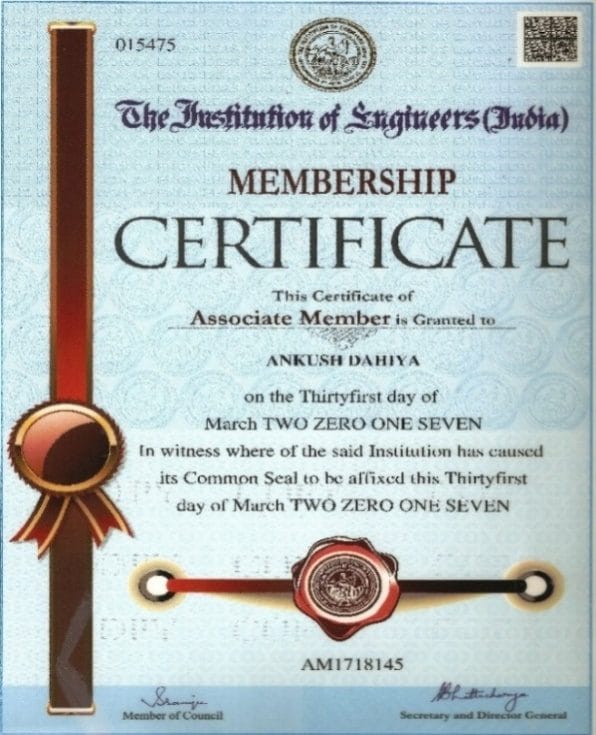 015475
The Institution of Engineers (India)
MEMBERSHIP
CERTIFICATE
This Certificate of
Associate Member is Granted to
ANKUSH DAHIYA
on the Thirtyfirst day of
March TWO ZERO ONE SEVEN
In witness where of the said Institution has caused
its Common Seal to be affixed this Thirtyfirst
day of March TWO ZERO ONE SEVEN
AM1718145
Member of Council
Secretary and Director General